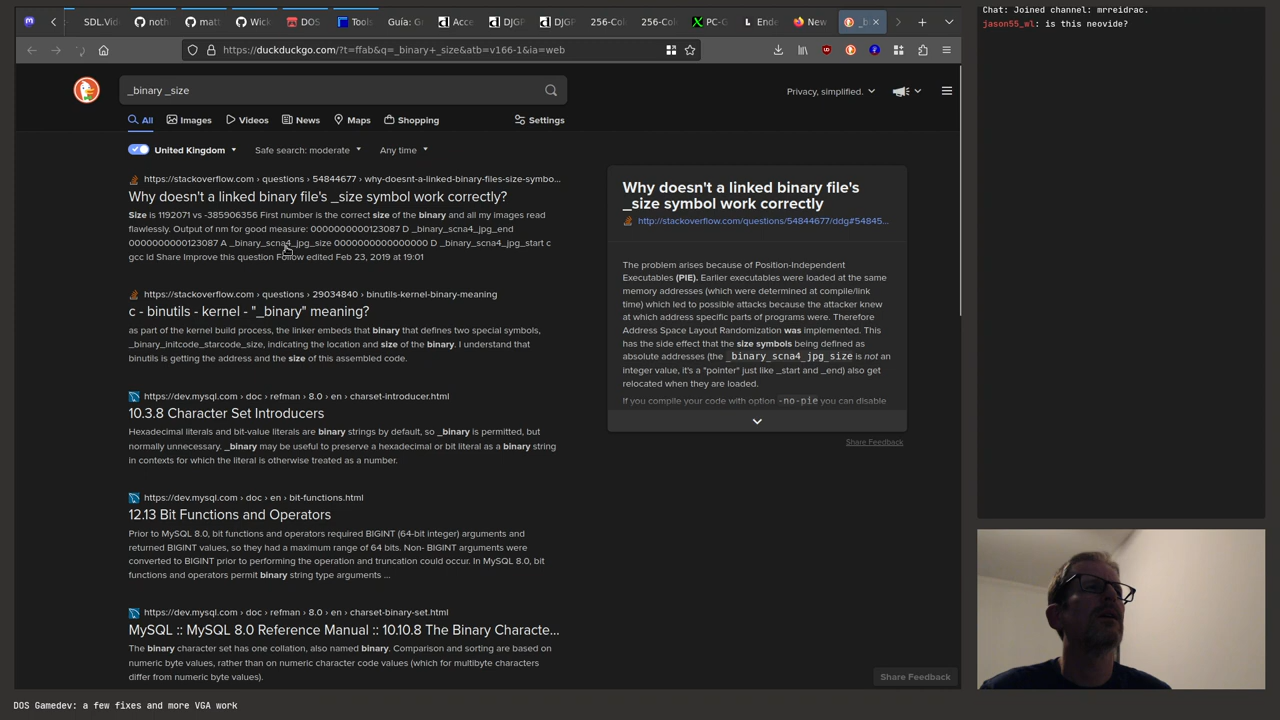 SDL.Vide
noth
matt
Wick
DOS
Tools
Guía: G
Acce
DJGP
DJGP
256-Col
256-Col
PC-G
Ende
New
_b
https://duckduckgo.com/?t=ffab&q=_binary+_size&atb=v166-1&ia=web
_binary _size
Privacy, simplified.
All
Images
Videos
News
Maps
Shopping
Settings
United Kingdom
Safe search: moderate
Any time
https://stackoverflow.com › questions › 54844677 › why-doesnt-a-linked-binary-files-size-symbo...
Why doesn't a linked binary file's _size symbol work correctly?
Size is 1192071 vs -385906356 First number is the correct size of the binary and all my images read
flawlessly. Output of nm for good measure: 0000000000123087 D _binary_scna4_jpg_end
0000000000123087 A _binary_scna4_jpg_size 0000000000000000 D _binary_scna4_jpg_start c
gcc ld Share Improve this question Follow edited Feb 23, 2019 at 19:01
https://stackoverflow.com › questions › 29034840 › binutils-kernel-binary-meaning
c - binutils - kernel - "_binary" meaning?
as part of the kernel build process, the linker embeds that binary that defines two special symbols,
_binary_initcode_starcode_size, indicating the location and size of the binary. I understand that
binutils is getting the address and the size of this assembled code.
https://dev.mysql.com › doc › refman › 8.0 › en › charset-introducer.html
10.3.8 Character Set Introducers
Hexadecimal literals and bit-value literals are binary strings by default, so _binary is permitted, but
normally unnecessary. _binary may be useful to preserve a hexadecimal or bit literal as a binary string
in contexts for which the literal is otherwise treated as a number.
https://dev.mysql.com › doc › en › bit-functions.html
12.13 Bit Functions and Operators
Prior to MySQL 8.0, bit functions and operators required BIGINT (64-bit integer) arguments and
returned BIGINT values, so they had a maximum range of 64 bits. Non- BIGINT arguments were
converted to BIGINT prior to performing the operation and truncation could occur. In MySQL 8.0, bit
functions and operators permit binary string type arguments ...
https://dev.mysql.com › doc › refman › 8.0 › en › charset-binary-set.html
MySQL :: MySQL 8.0 Reference Manual :: 10.10.8 The Binary Characte...
The binary character set has one collation, also named binary. Comparison and sorting are based on
numeric byte values, rather than on numeric character code values (which for multibyte characters
differ from numeric byte values).
Why doesn't a linked binary file's
_size symbol work correctly
http://stackoverflow.com/questions/54844677/ddg#54845...
The problem arises because of Position-Independent
Executables (PIE). Earlier executables were loaded at the same
memory addresses (which were determined at compile/link
time) which led to possible attacks because the attacker knew
at which address specific parts of programs were. Therefore
Address Space Layout Randomization was implemented. This
has the side effect that the size symbols being defined as
absolute addresses (the _binary_scna4_jpg_size is not an
integer value, it's a "pointer" just like _start and _end) also get
relocated when they are loaded.
If you compile your code with option -no-pie you can disable
Share Feedback
Share Feedback
Chat: Joined channel: mrreidrac.
jason55_wl: is this neovide?
DOS Gamedev: a few fixes and more VGA work